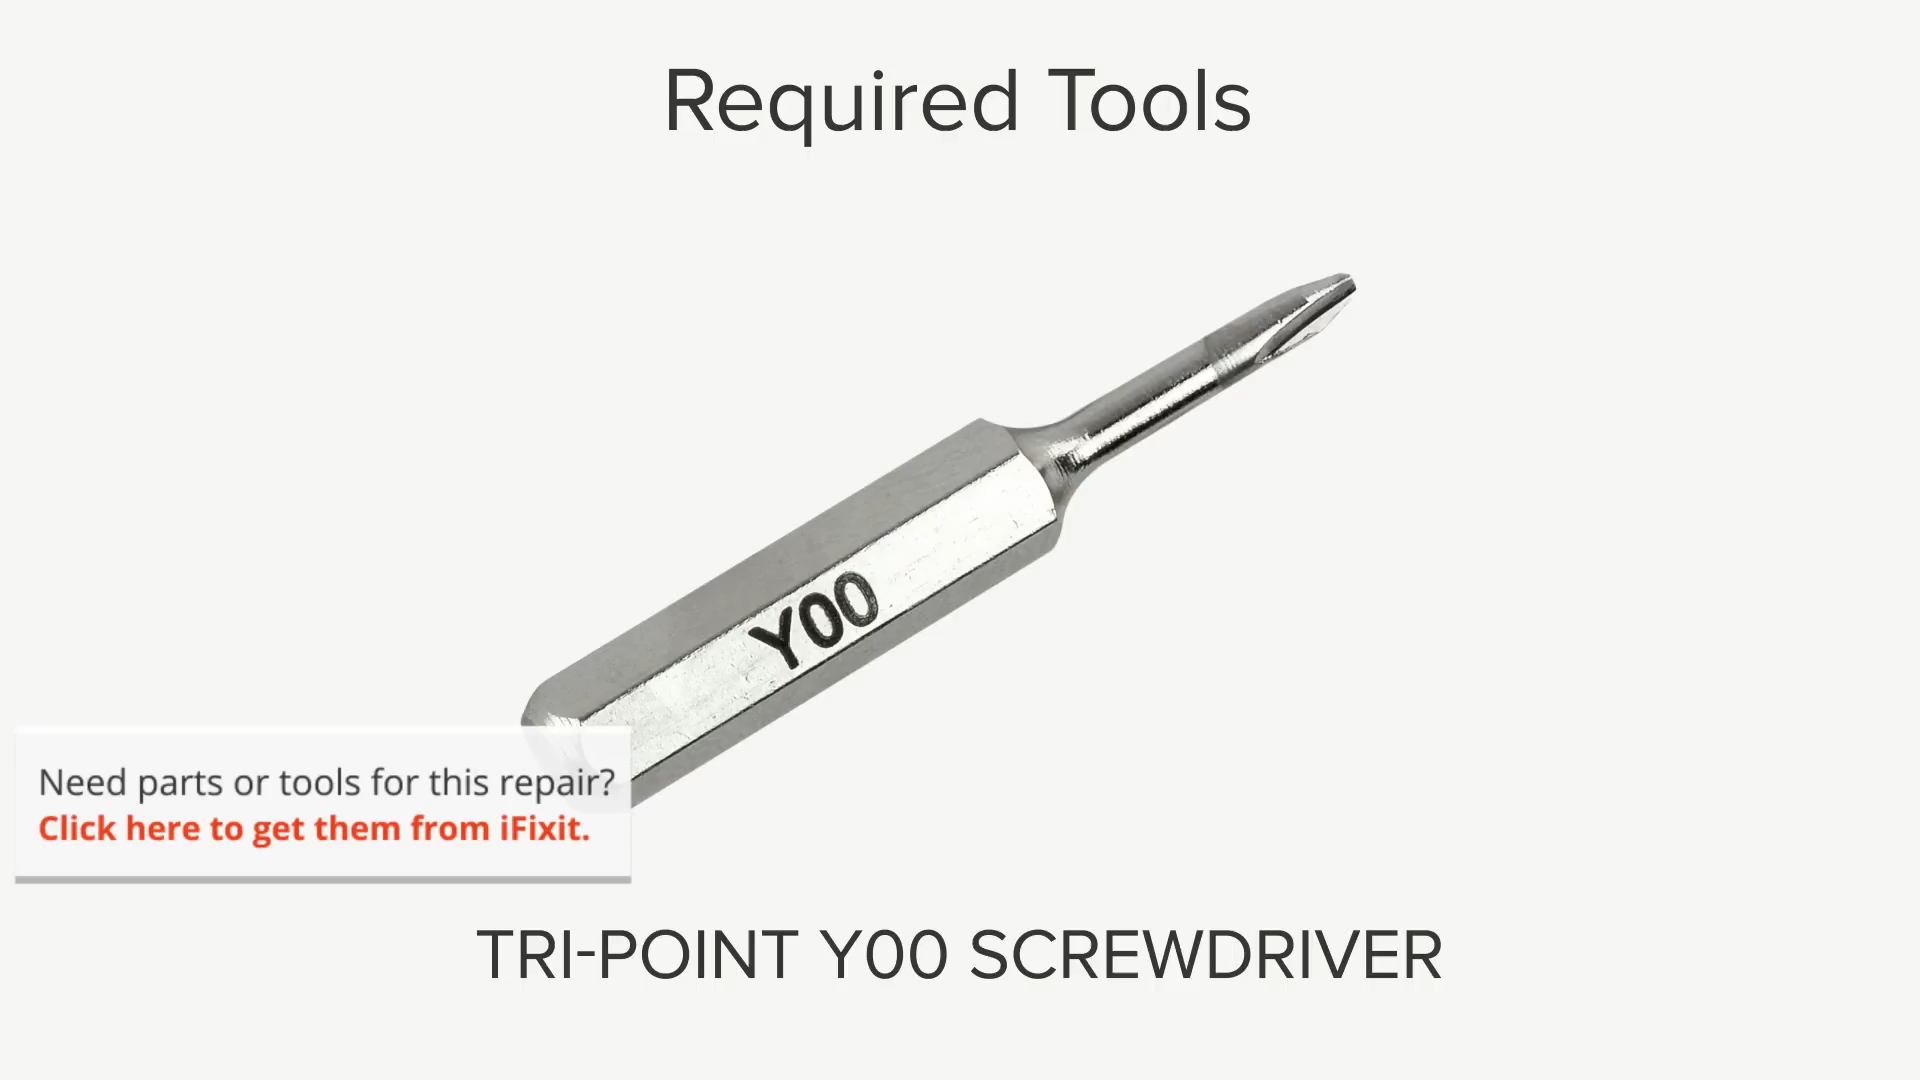 Required Tools
Y00
Need parts or tools for this repair?
Click here to get them from iFixit.
TRI-POINT Y00 SCREWDRIVER